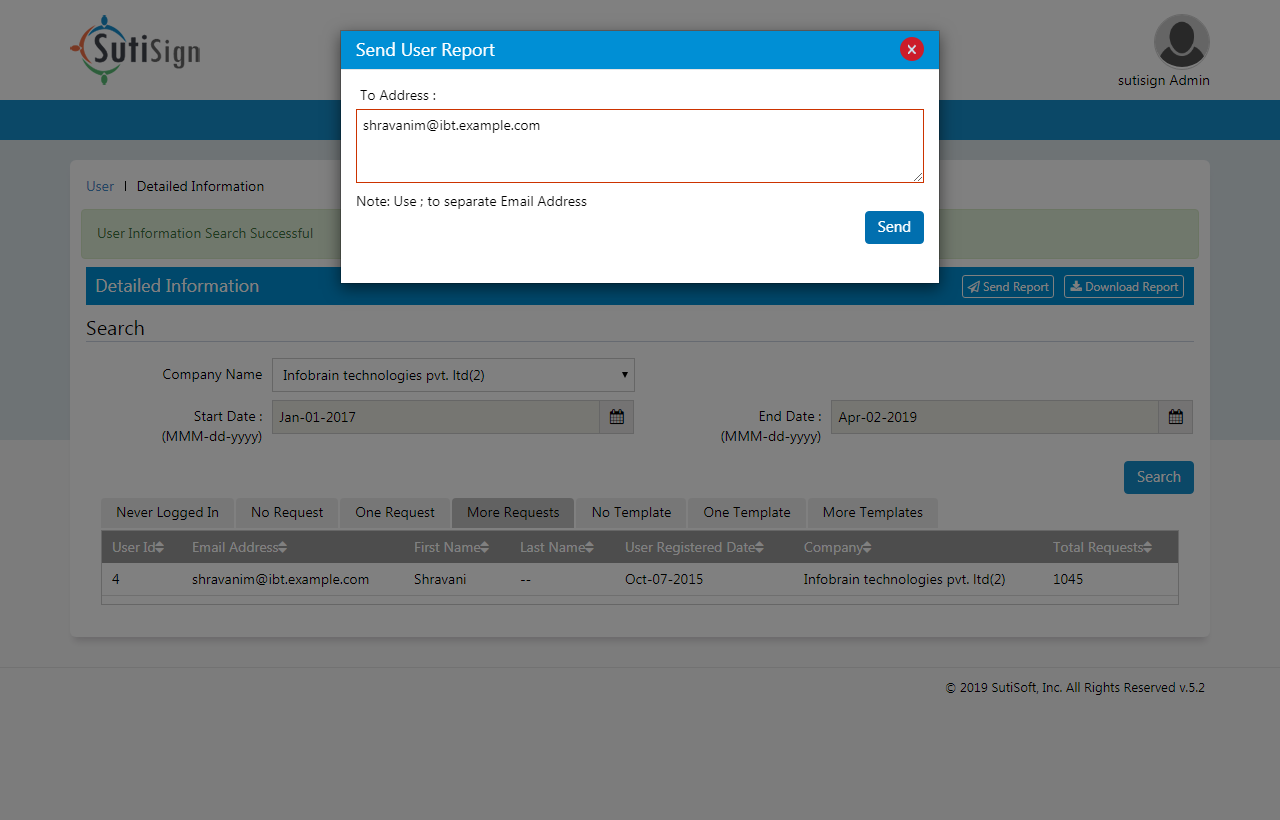 SutiSign
Send User Report
sutisign Admin
To Address :
shravanim@ibt.example.com
Note: Use ; to separate Email Address
Send
User | Detailed Information
User Information Search Successful
Detailed Information
Send Report Download Report
Search
Company Name Infobrain technologies pvt. ltd(2)
Start Date : Jan-01-2017 End Date : Apr-02-2019
(MMM-dd-yyyy) (MMM-dd-yyyy)
Search
Never Logged In No Request One Request More Requests No Template One Template More Templates
User Id Email Address First Name Last Name User Registered Date Company Total Requests
4 shravanim@ibt.example.com Shravani -- Oct-07-2015 Infobrain technologies pvt. ltd(2) 1045
© 2019 SutiSoft, Inc. All Rights Reserved v.5.2